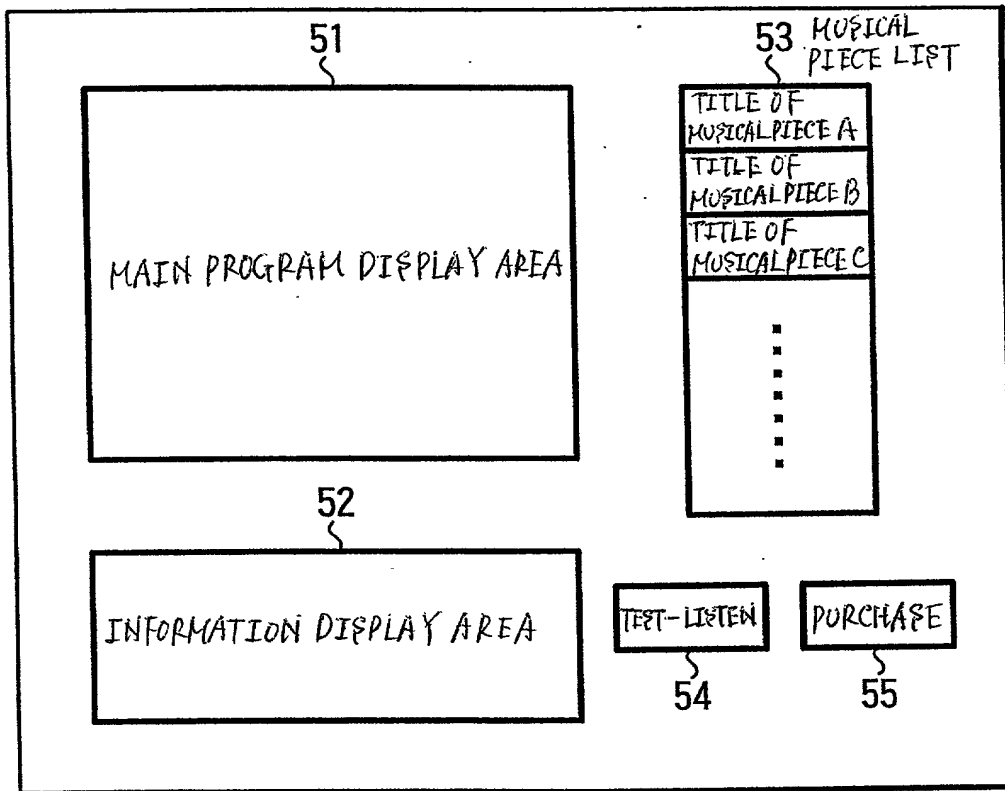 51
MAIN PROGRAM DISPLAY AREA
53 MUSICAL
PIECE LIST
TITLE OF
MUSICAL PIECE A
TITLE OF
MUSICAL PIECE B
TITLE OF
MUSICAL PIECE C
52
INFORMATION DISPLAY AREA
TEST-LISTEN
54
PURCHASE
55